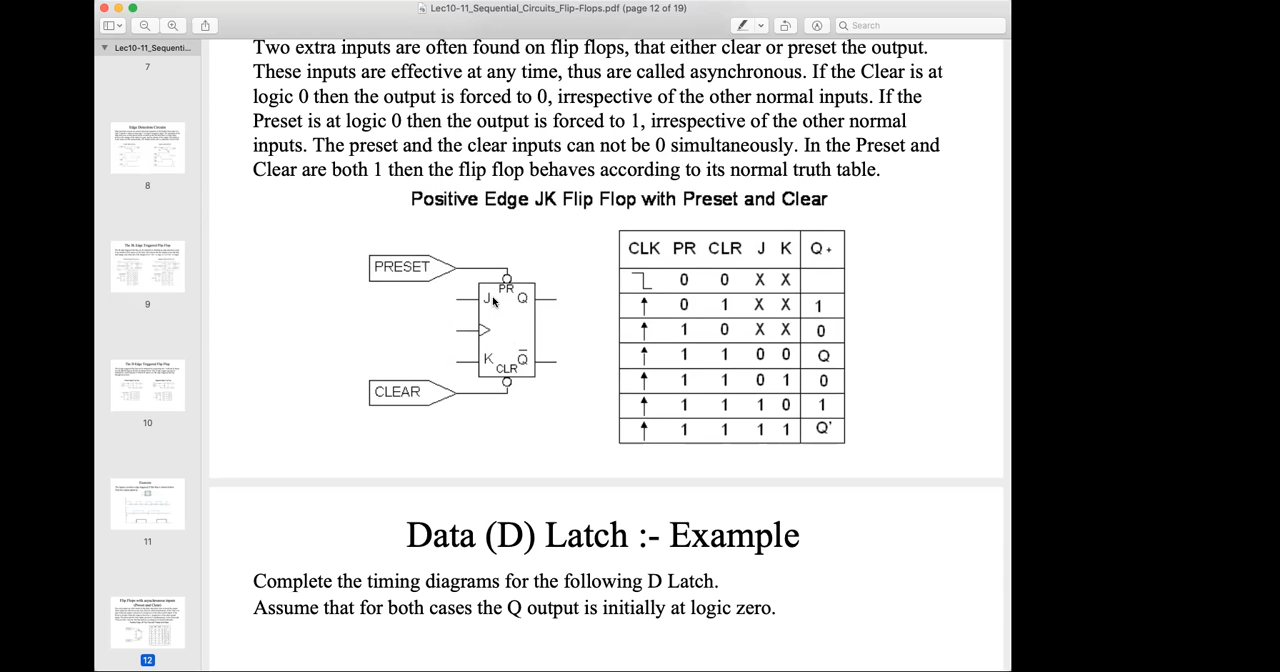 Lec10-11_Sequential_Circuits_Flip-Flops.pdf (page 12 of 19)
Search
Lec10-11_Sequenti...
7
8
9
10
11
12
Two extra inputs are often found on flip flops, that either clear or preset the output.
These inputs are effective at any time, thus are called asynchronous. If the Clear is at
logic 0 then the output is forced to 0, irrespective of the other normal inputs. If the
Preset is at logic 0 then the output is forced to 1, irrespective of the other normal
inputs. The preset and the clear inputs can not be 0 simultaneously. In the Preset and
Clear are both 1 then the flip flop behaves according to its normal truth table.
Positive Edge JK Flip Flop with Preset and Clear
PRESET
PR
J Q
K Q̅
CLR
CLEAR
CLK PR CLR J K Q+
0 0 X X
↑ 0 1 X X 1
↑ 1 0 X X 0
↑ 1 1 0 0 Q
↑ 1 1 0 1 0
↑ 1 1 1 0 1
↑ 1 1 1 1 Q'
Data (D) Latch :- Example
Complete the timing diagrams for the following D Latch.
Assume that for both cases the Q output is initially at logic zero.